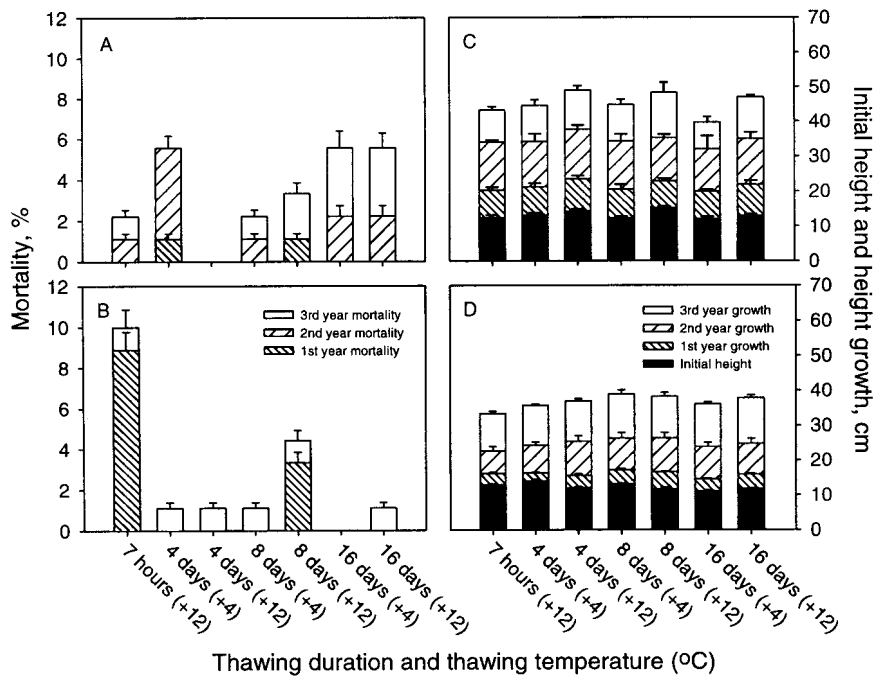 12
10
8
6
4
2
0
A
C
70
60
50
40
30
20
10
0
Mortality, %
Initial height and height growth, cm
12
10
8
6
4
2
0
B
3rd year mortality
2nd year mortality
1st year mortality
D
3rd year growth
2nd year growth
1st year growth
Initial height
70
60
50
40
30
20
10
0
7 hours (+12)
4 days (+4)
4 days (+12)
8 days (+4)
8 days (+12)
16 days (+4)
16 days (+12)
7 hours (+12)
4 days (+4)
4 days (+12)
8 days (+4)
8 days (+12)
16 days (+4)
16 days (+12)
Thawing duration and thawing temperature (ºC)